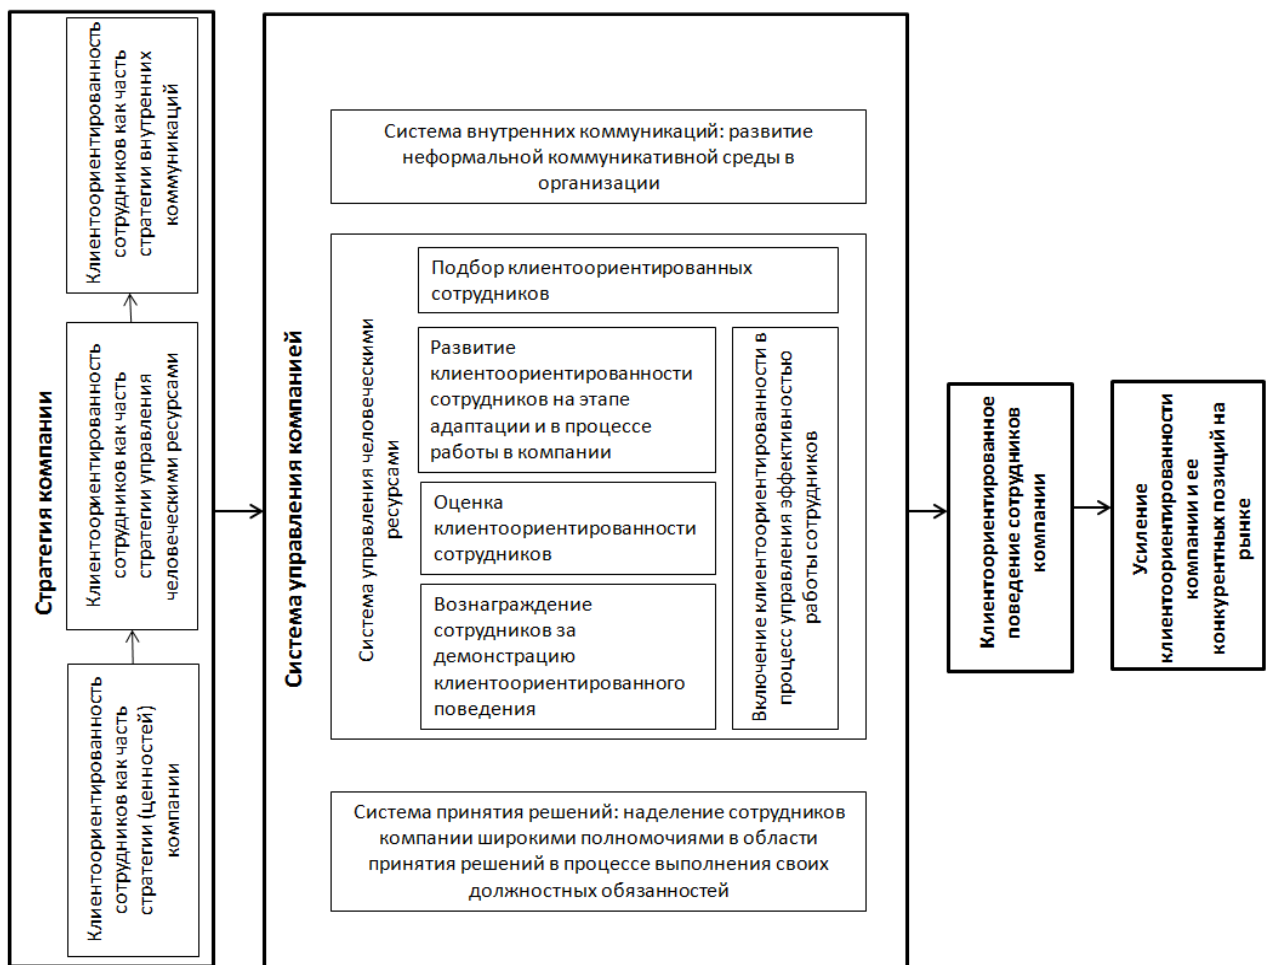 Стратегия компании
Клиентоориентированность
сотрудников как часть
стратегии внутренних
коммуникаций
Клиентоориентированность
сотрудников как часть
стратегии управления
человеческими ресурсами
Клиентоориентированность
сотрудников как часть
стратегии (ценностей)
компании
Система управления компанией
Система внутренних коммуникаций: развитие
неформальной коммуникативной среды в
организации
Система управления человеческими
ресурсами
Подбор клиентоориентированных
сотрудников
Развитие
клиентоориентированности
сотрудников на этапе
адаптации и в процессе
работы в компании
Оценка
клиентоориентированности
сотрудников
Вознаграждение
сотрудников за
демонстрацию
клиентоориентированного
поведения
Включение клиентоориентированности в
процесс управления эффективностью
работы сотрудников
Система принятия решений: наделение сотрудников
компании широкими полномочиями в области
принятия решений в процессе выполнения своих
должностных обязанностей
Клиентоориентированное
поведение сотрудников
компании
Усиление
клиентоориентированности
компании и ее
конкурентных позиций на
рынке